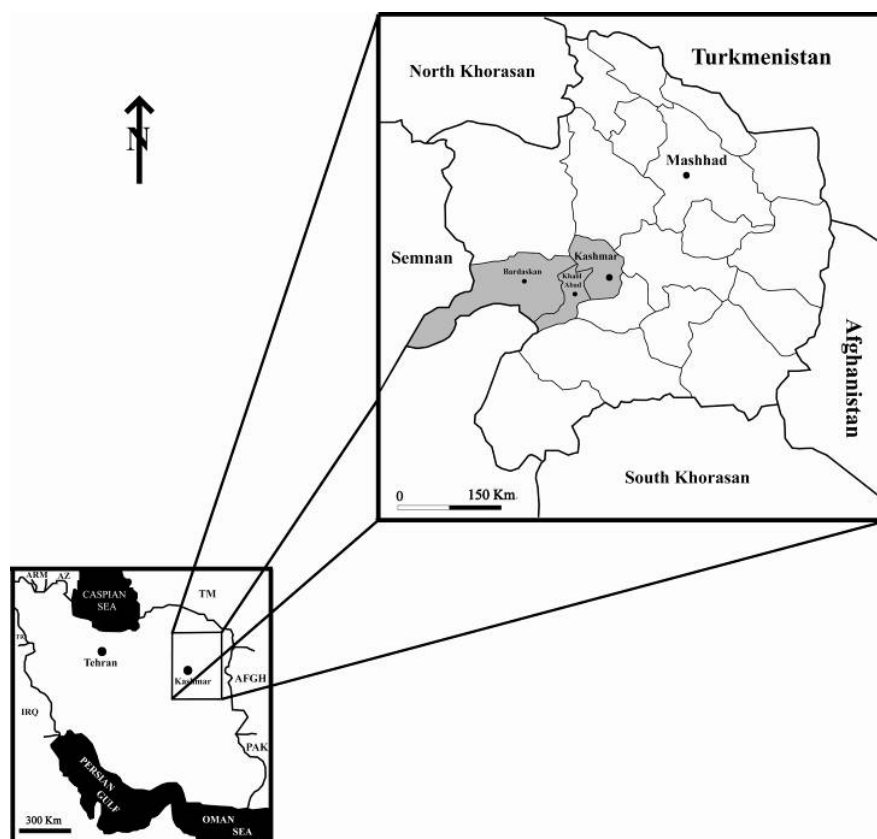 Turkmenistan
North Khorasan
N
Mashhad
Semnan
Kashmar
Bardaskan
Khalil
Abad
Afghanistan
South Khorasan
0 150 Km
ARM AZ
CASPIAN
SEA
TM
TR
Tehran
Kashmar
AFGH
IRQ
PAK
PERSIAN
GULF
OMAN
SEA
300 Km